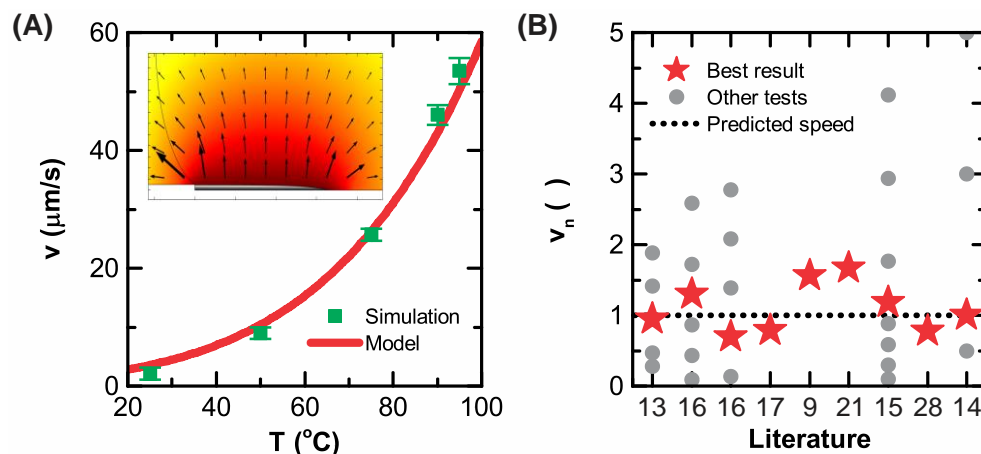 (A)
60
40
20
0
v (μm/s)
Simulation
Model
20 40 60 80 100
T (°C)
(B)
5
4
3
2
1
0
vn ( )
Best result
Other tests
Predicted speed
13 16 16 17 9 21 15 28 14
Literature